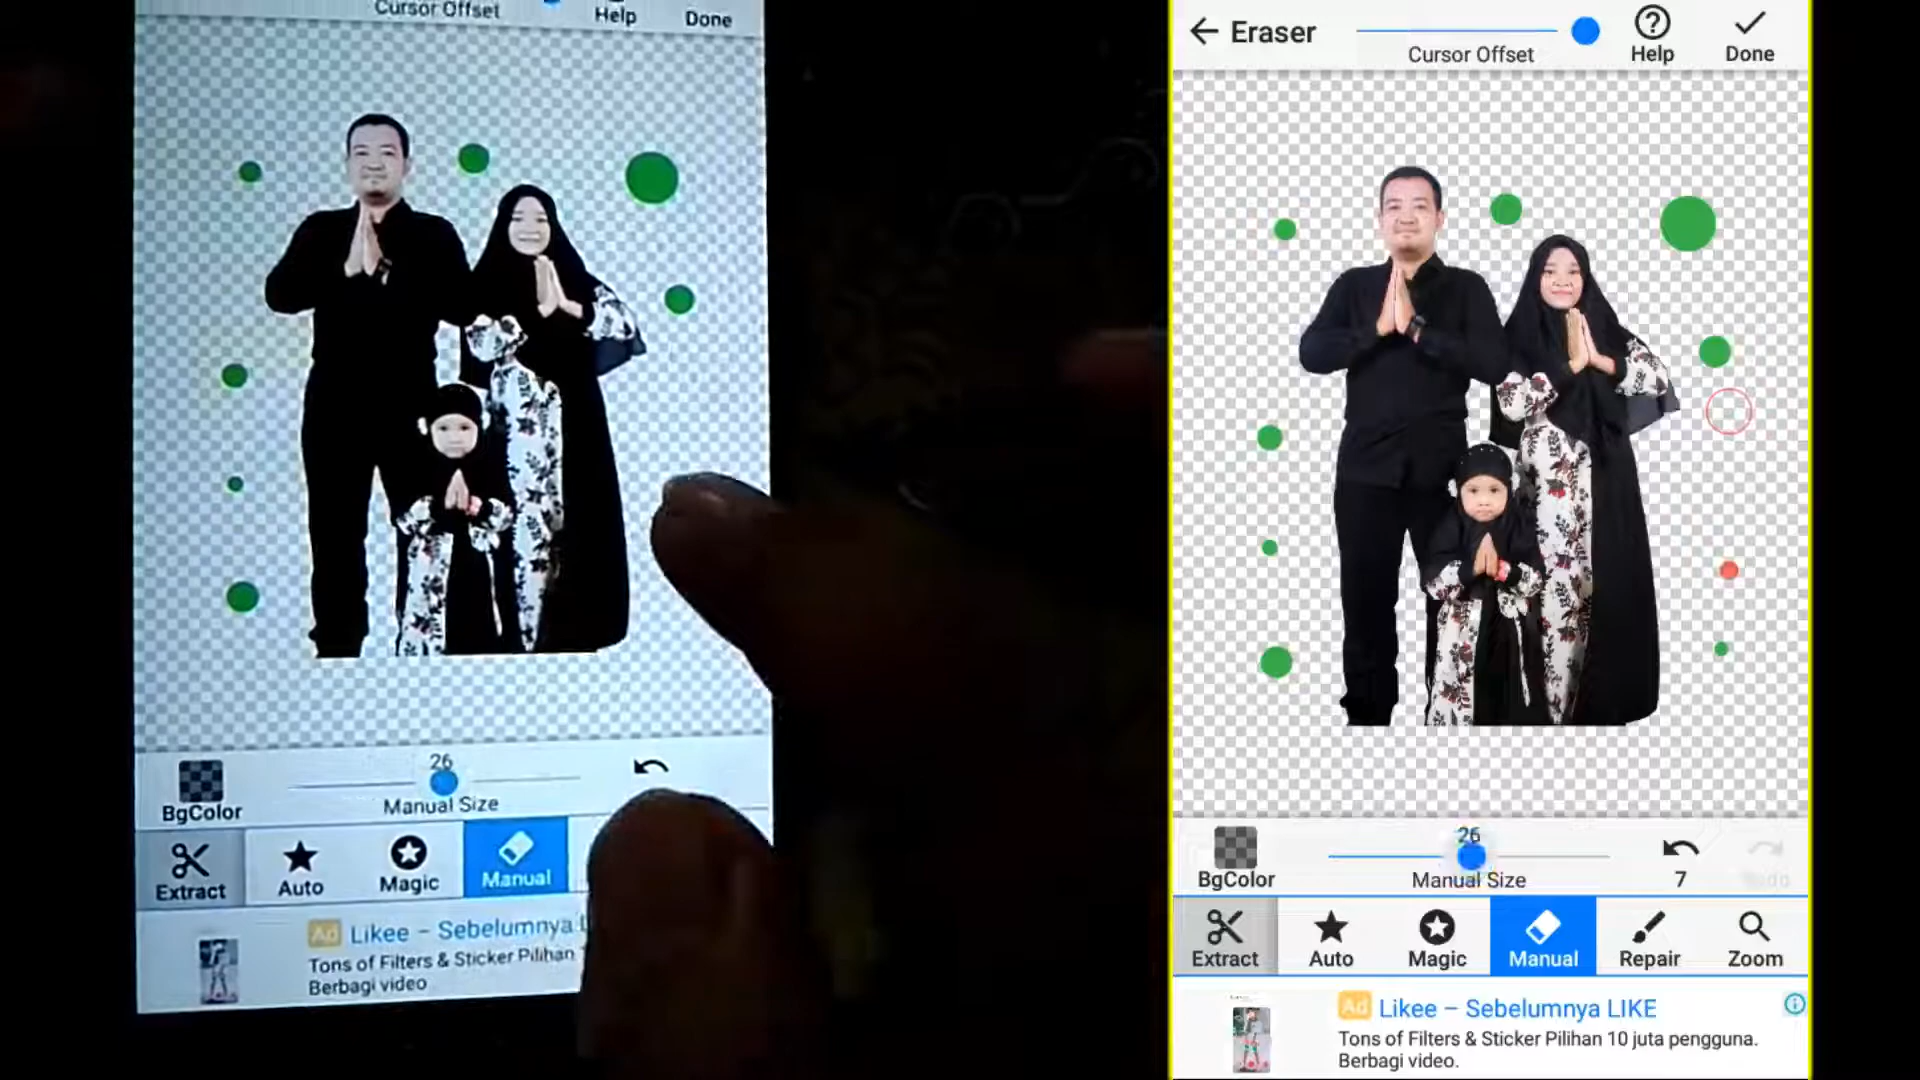 Cursor Offset
Help
Done
26
Manual Size
BgColor
Extract
Auto
Magic
Manual
Ad Likee – Sebelumnya
Tons of Filters & Sticker Pilihan
Berbagi video
Eraser
Cursor Offset
Help
Done
26
BgColor
Manual Size
7
Extract
Auto
Magic
Manual
Repair
Zoom
Ad Likee – Sebelumnya LIKE
Tons of Filters & Sticker Pilihan 10 juta pengguna.
Berbagi video.